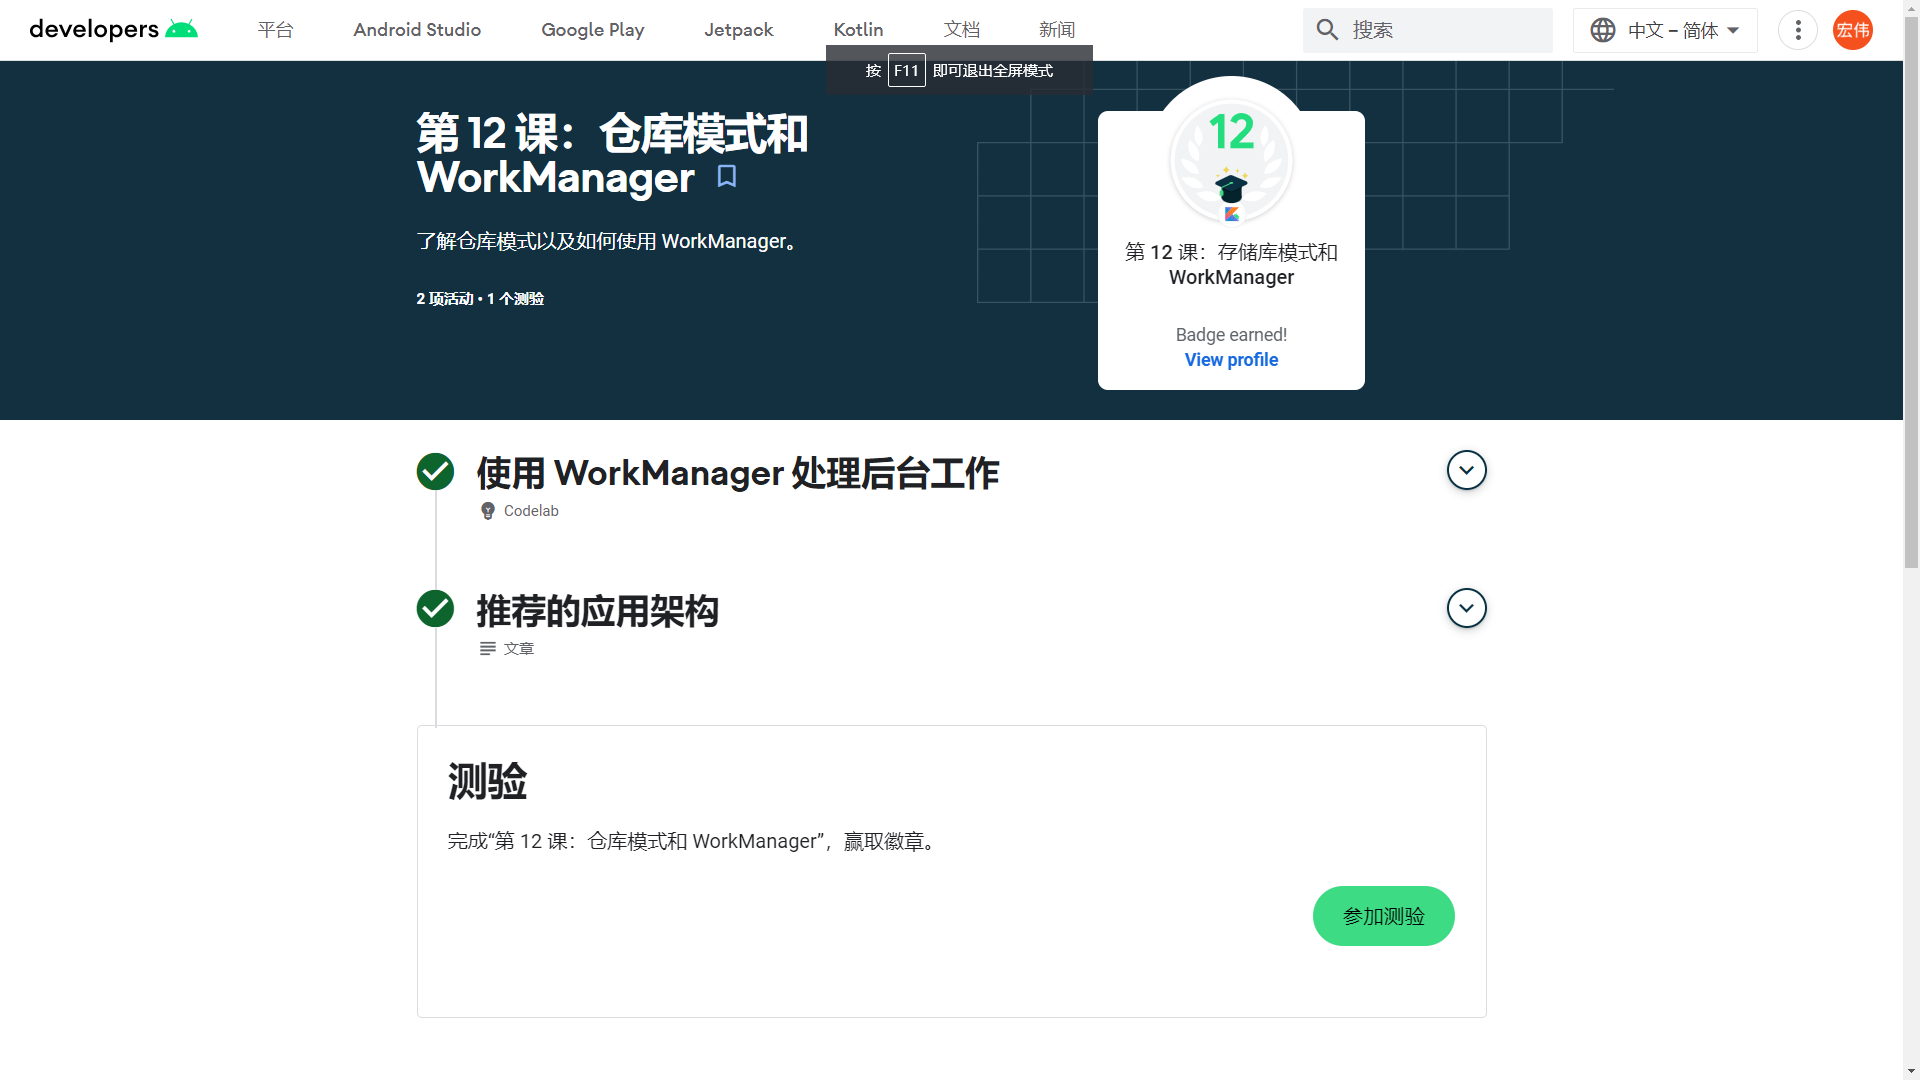 developers
平台
Android Studio
Google Play
Jetpack
Kotlin
文档
新闻
搜索
中文 – 简体
宏伟
按 F11 即可退出全屏模式
第 12 课：仓库模式和
WorkManager
了解仓库模式以及如何使用 WorkManager。
2 项活动 • 1 个测验
12
第 12 课：存储库模式和
WorkManager
Badge earned!
View profile
使用 WorkManager 处理后台工作
Codelab
推荐的应用架构
文章
测验
完成“第 12 课：仓库模式和 WorkManager”，赢取徽章。
参加测验